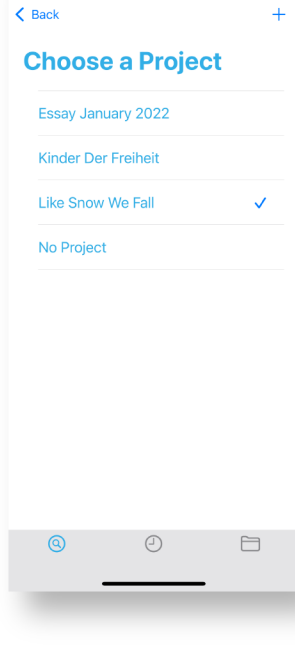 Back
Choose a Project
Essay January 2022
Kinder Der Freiheit
Like Snow We Fall
No Project